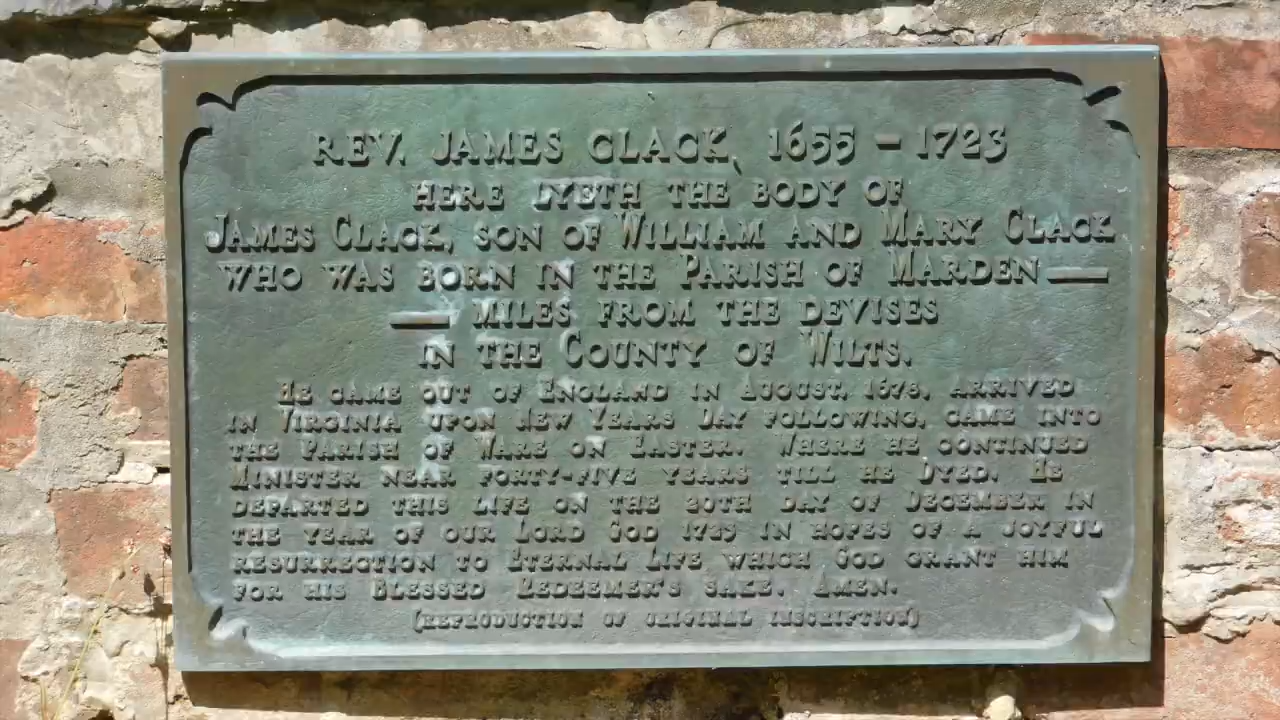 REV. JAMES CLACK, 1655 - 1723
HERE LYETH THE BODY OF
JAMES CLACK, SON OF WILLIAM AND MARY CLACK
WHO WAS BORN IN THE PARISH OF MARDEN —
— MILES FROM THE DEVISES
IN THE COUNTY OF WILTS.
HE CAME OUT OF ENGLAND IN AUGUST, 1678, ARRIVED
IN VIRGINIA UPON NEW YEARS DAY FOLLOWING, CAME INTO
THE PARISH OF WARE ON EASTER. WHERE HE CONTINUED
MINISTER NEAR FORTY-FIVE YEARS TILL HE DYED. HE
DEPARTED THIS LIFE ON THE 20TH DAY OF DECEMBER IN
THE YEAR OF OUR LORD GOD 1723 IN HOPES OF A JOYFUL
RESURRECTION TO ETERNAL LIFE WHICH GOD GRANT HIM
FOR HIS BLESSED REDEEMER'S SAKE. AMEN.
(REPRODUCTION OF ORIGINAL INSCRIPTION)